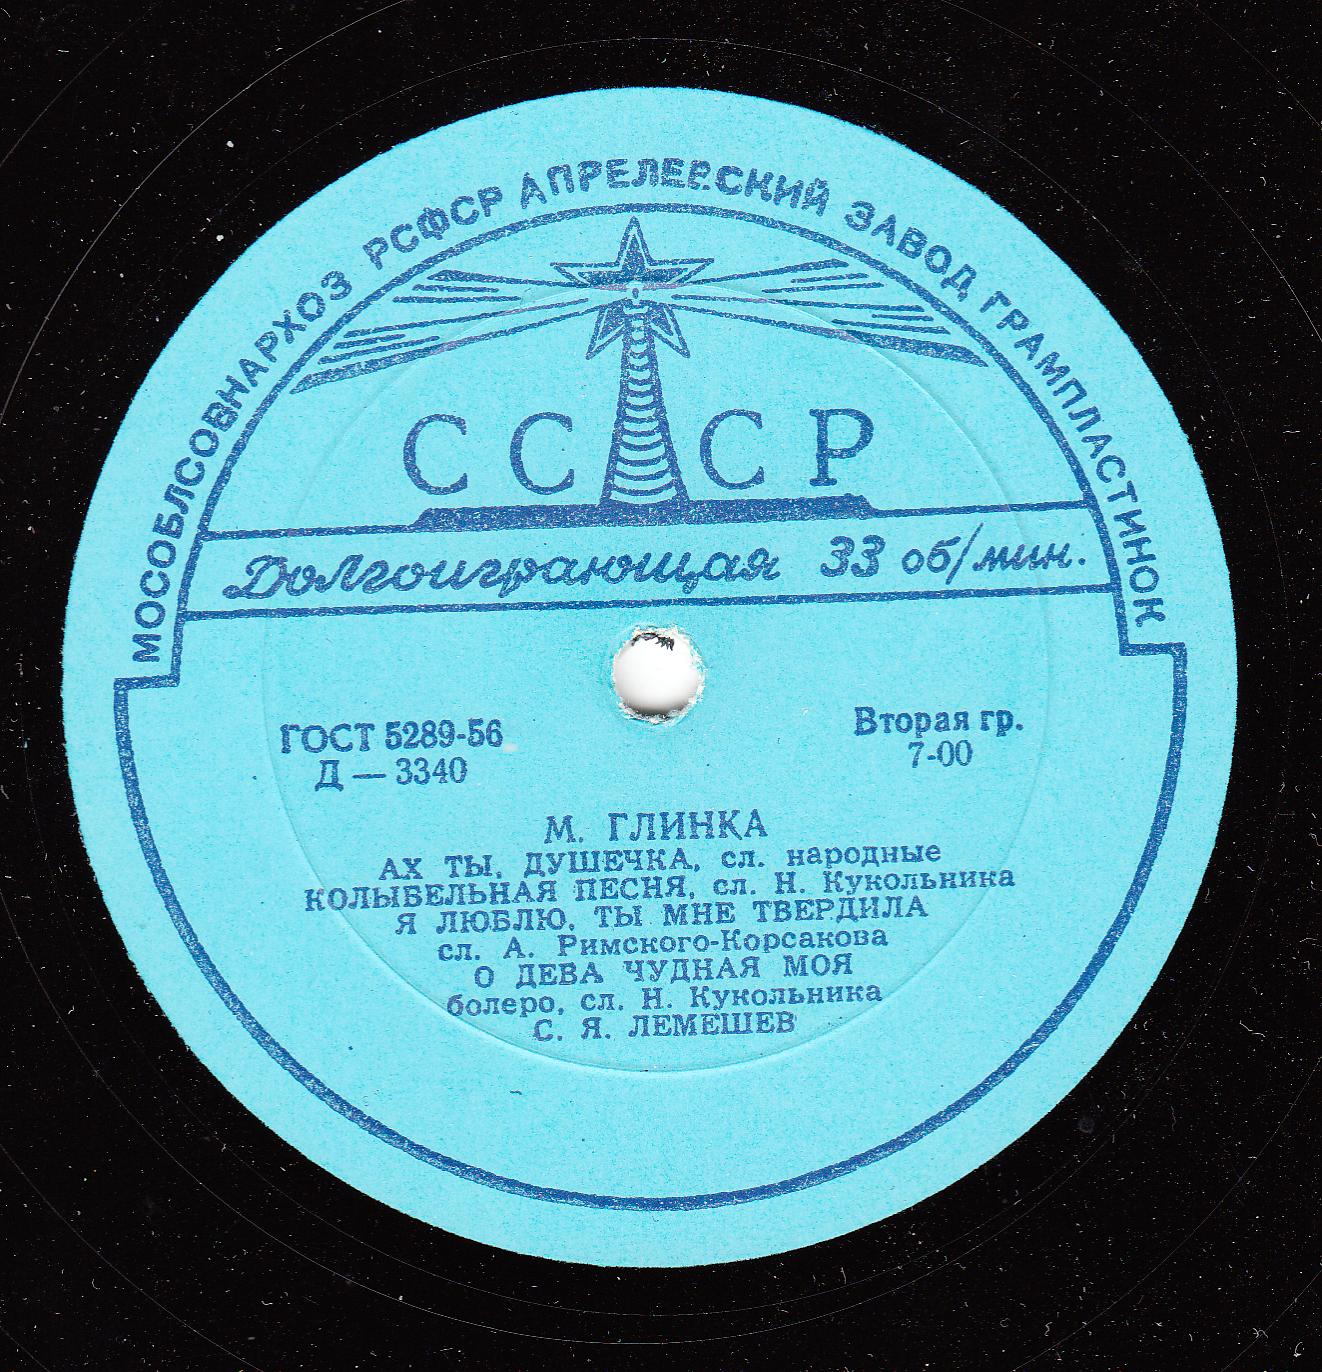 МОСОБЛСОВНАРХОЗ РСФСР АПРЕЛЕВСКИЙ ЗАВОД ГРАМПЛАСТИНОК
СССР
Долгоиграющая 33 об/мин.
ГОСТ 5289-56
Д — 3340
Вторая гр.
7-00
М. ГЛИНКА
АХ ТЫ, ДУШЕЧКА, сл. народные
КОЛЫБЕЛЬНАЯ ПЕСНЯ, сл. Н. Кукольника
Я ЛЮБЛЮ, ТЫ МНЕ ТВЕРДИЛА
сл. А. Римского-Корсакова
О ДЕВА ЧУДНАЯ МОЯ
болеро, сл. Н. Кукольника
С. Я. ЛЕМЕШЕВ